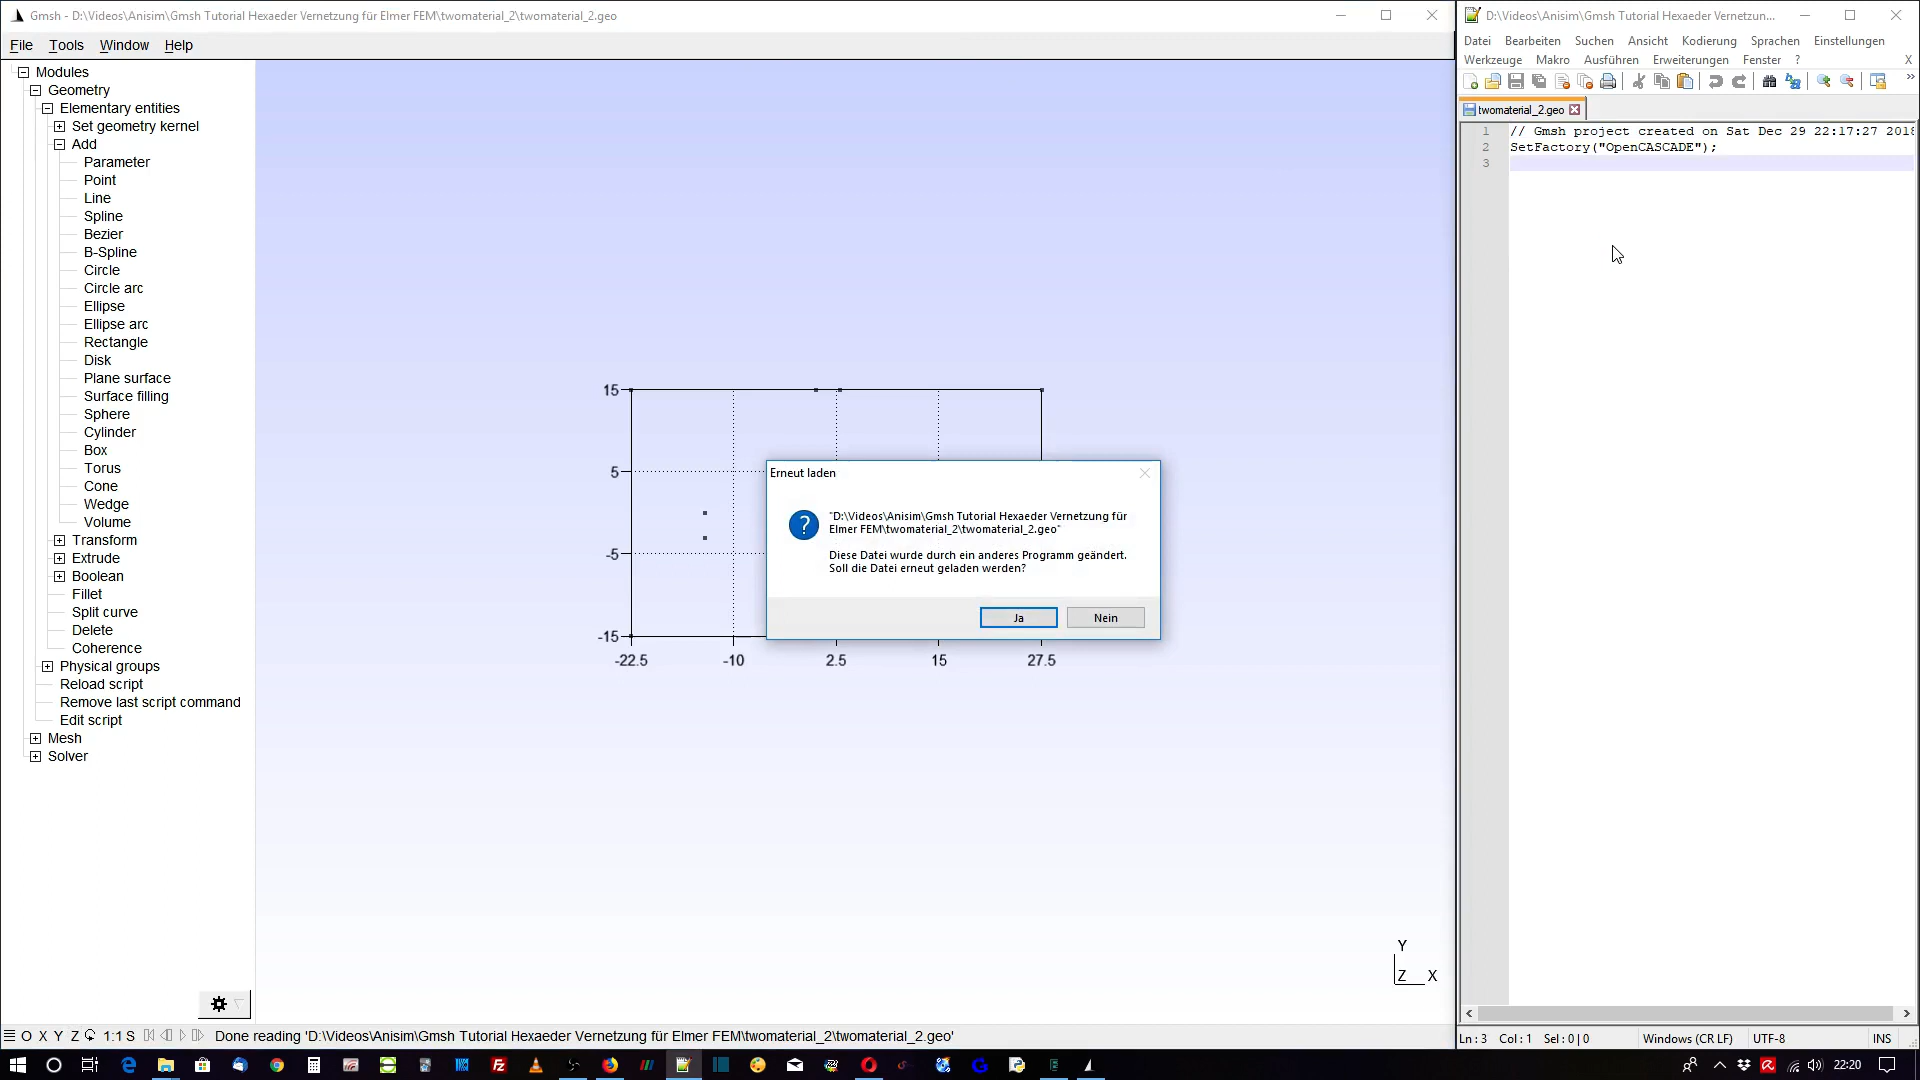 Gmsh - D:\Videos\Anisim\Gmsh Tutorial Hexaeder Vernetzung für Elmer FEM\twomaterial_2\twomaterial_2.geo
File Tools Window Help
Modules
Geometry
Elementary entities
Set geometry kernel
Add
Parameter
Point
Line
Spline
Bezier
B-Spline
Circle
Circle arc
Ellipse
Ellipse arc
Rectangle
Disk
Plane surface
Surface filling
Sphere
Cylinder
Box
Torus
Cone
Wedge
Volume
Transform
Extrude
Boolean
Fillet
Split curve
Delete
Coherence
Physical groups
Reload script
Remove last script command
Edit script
Mesh
Solver
15
5
-5
-15
-22.5 -10 2.5 15 27.5
Erneut laden
"D:\Videos\Anisim\Gmsh Tutorial Hexaeder Vernetzung für
Elmer FEM\twomaterial_2\twomaterial_2.geo"
Diese Datei wurde durch ein anderes Programm geändert.
Soll die Datei erneut geladen werden?
Ja Nein
Y
Z X
O X Y Z 1:1 S Done reading 'D:\Videos\Anisim\Gmsh Tutorial Hexaeder Vernetzung für Elmer FEM\twomaterial_2\twomaterial_2.geo'
D:\Videos\Anisim\Gmsh Tutorial Hexaeder Vernetzun...
Datei Bearbeiten Suchen Ansicht Kodierung Sprachen Einstellungen
Werkzeuge Makro Ausführen Erweiterungen Fenster ? X
twomaterial_2.geo
1 // Gmsh project created on Sat Dec 29 22:17:27 2018
2 SetFactory("OpenCASCADE");
3
Ln : 3 Col : 1 Sel : 0 | 0 Windows (CR LF) UTF-8 INS
22:20